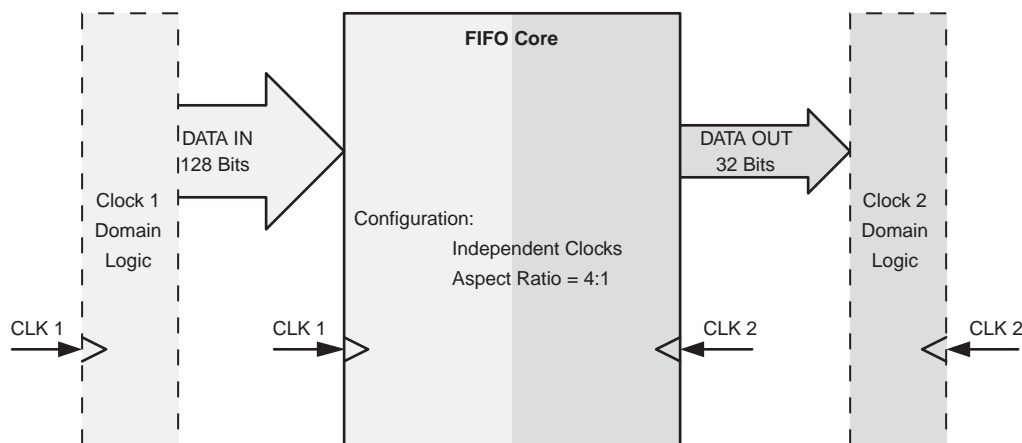 FIFO Core
DATA IN
128 Bits
DATA OUT
32 Bits
Clock 1
Domain
Logic
Configuration:
Independent Clocks
Aspect Ratio = 4:1
Clock 2
Domain
Logic
CLK 1
CLK 1
CLK 2
CLK 2